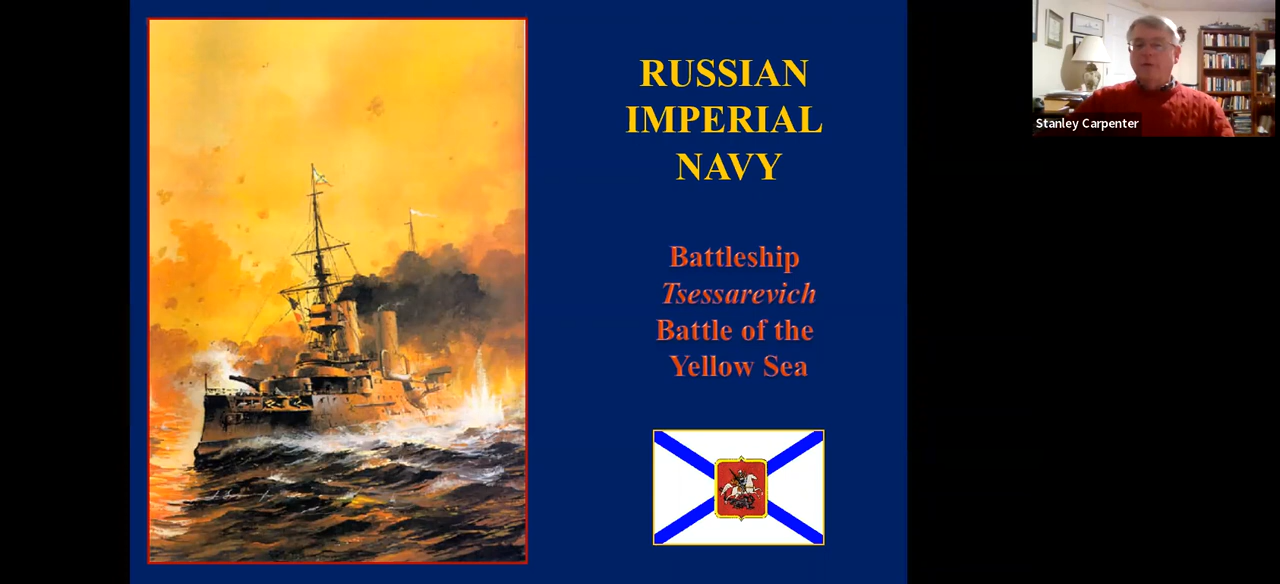 RUSSIAN
IMPERIAL
NAVY
Battleship
Tsessarevich
Battle of the
Yellow Sea
Stanley Carpenter